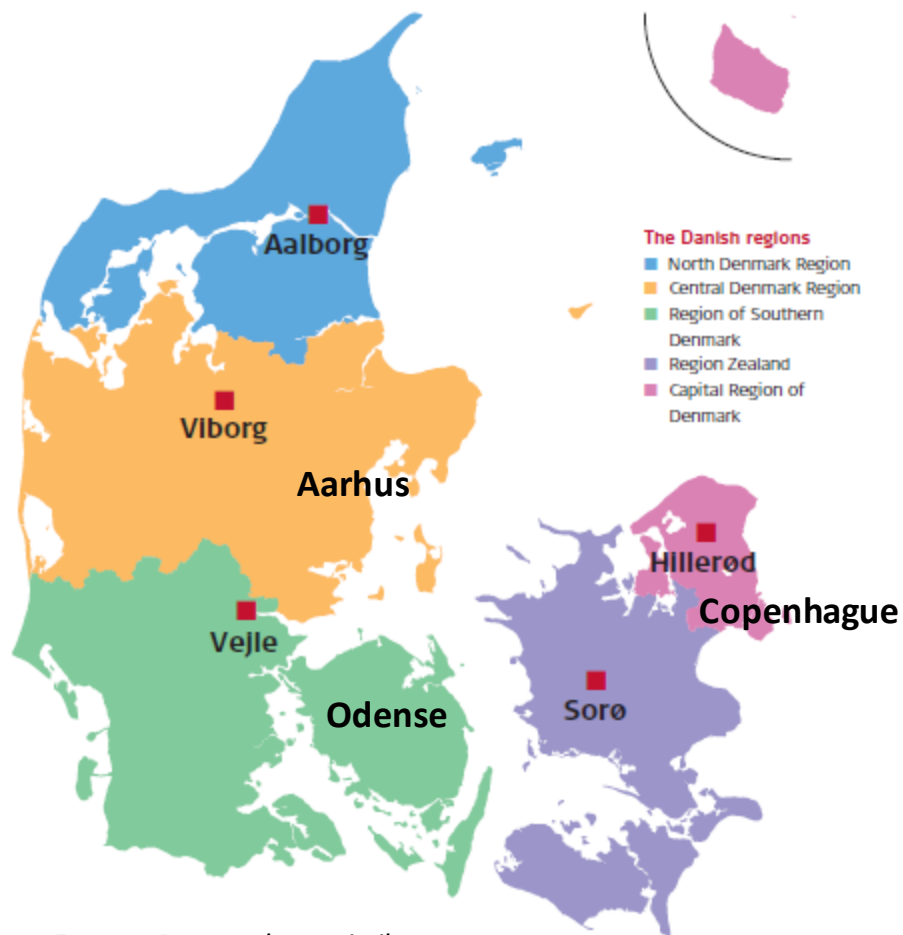 Aalborg
The Danish regions
North Denmark Region
Central Denmark Region
Region of Southern
Denmark
Region Zealand
Capital Region of
Denmark
Viborg
Aarhus
Hillerød
Copenhague
Vejle
Sorø
Odense